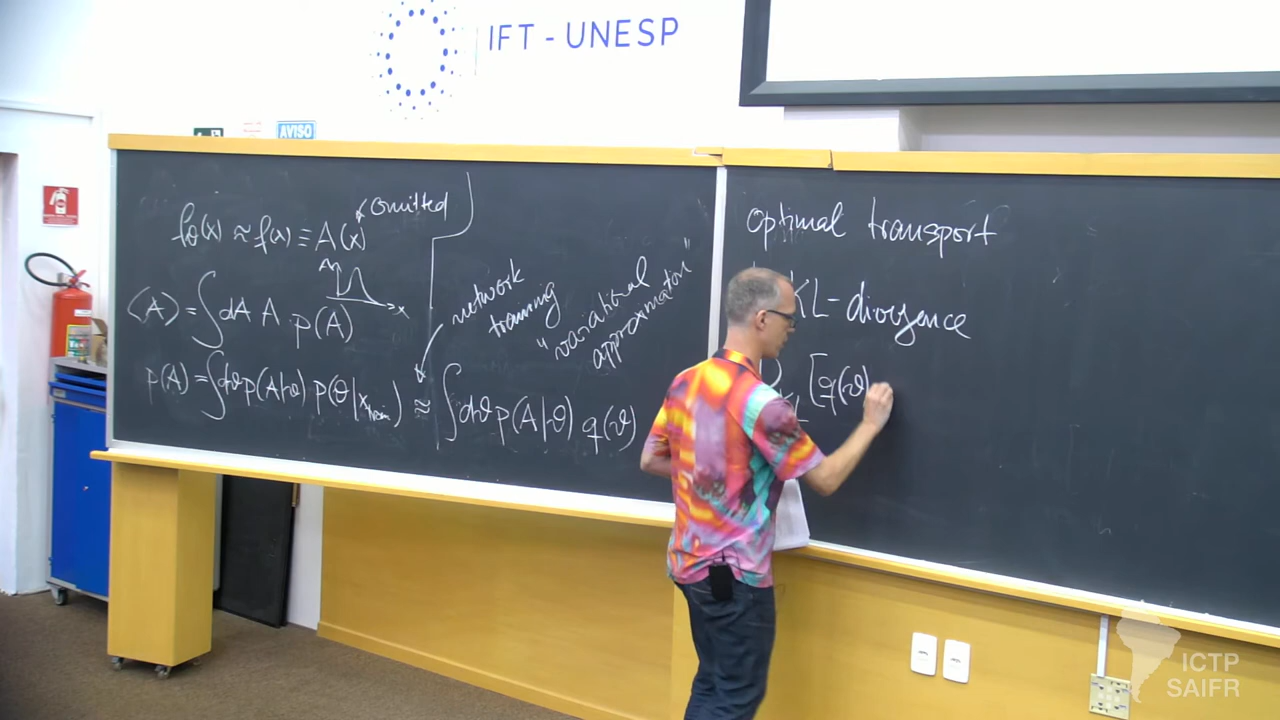 IFT - UNESP
AVISO
fθ(x) ≈ f(x) ≡ A(x) omitted
A
x
⟨A⟩ = ∫dA A p(A)
p(A) = ∫dϑ p(A|ϑ) p(θ|x_train) ≈ ∫dϑ p(A|ϑ) q(ϑ)
network
training
"variational
approximation"
optimal transport
KL-divergence
D_KL [q(ϑ)
ICTP
SAIFR